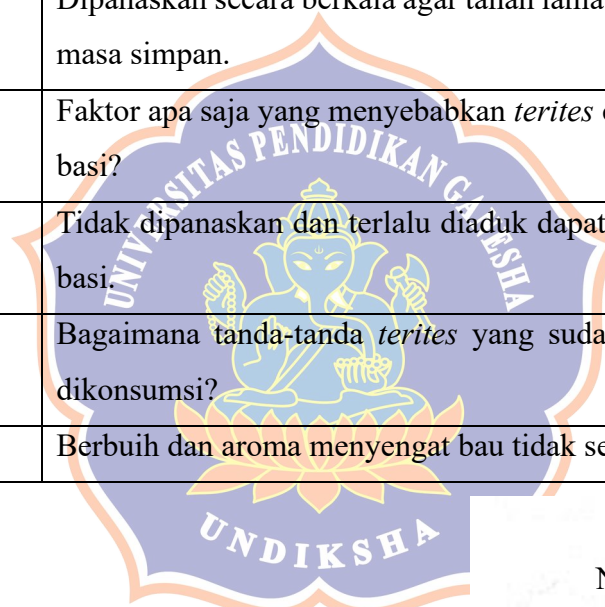 Dipanaskan secara berkala agar tahan lama
masa simpan.
Faktor apa saja yang menyebabkan terites
basi?
Tidak dipanaskan dan terlalu diaduk dapat
basi.
Bagaimana tanda-tanda terites yang suda
dikonsumsi?
Berbuih dan aroma menyengat bau tidak se
UNIVERSITAS PENDIDIKAN GANESHA
UNDIKSHA
N